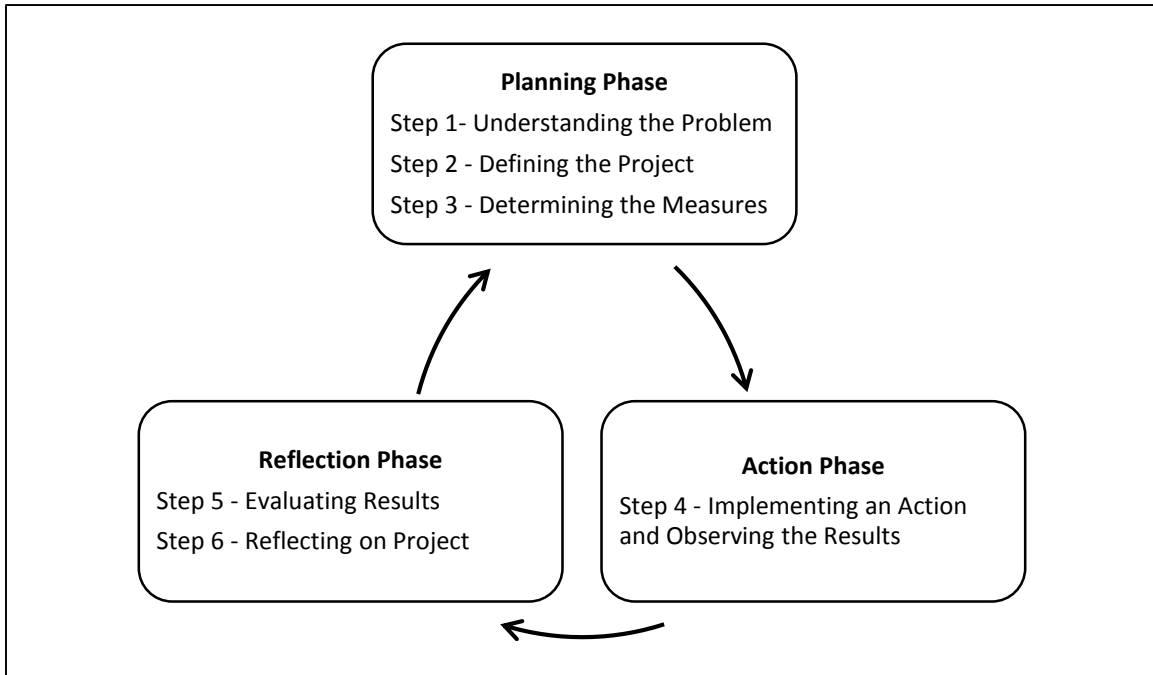 Planning Phase
Step 1- Understanding the Problem
Step 2 - Defining the Project
Step 3 - Determining the Measures
Reflection Phase
Step 5 - Evaluating Results
Step 6 - Reflecting on Project
Action Phase
Step 4 - Implementing an Action
and Observing the Results